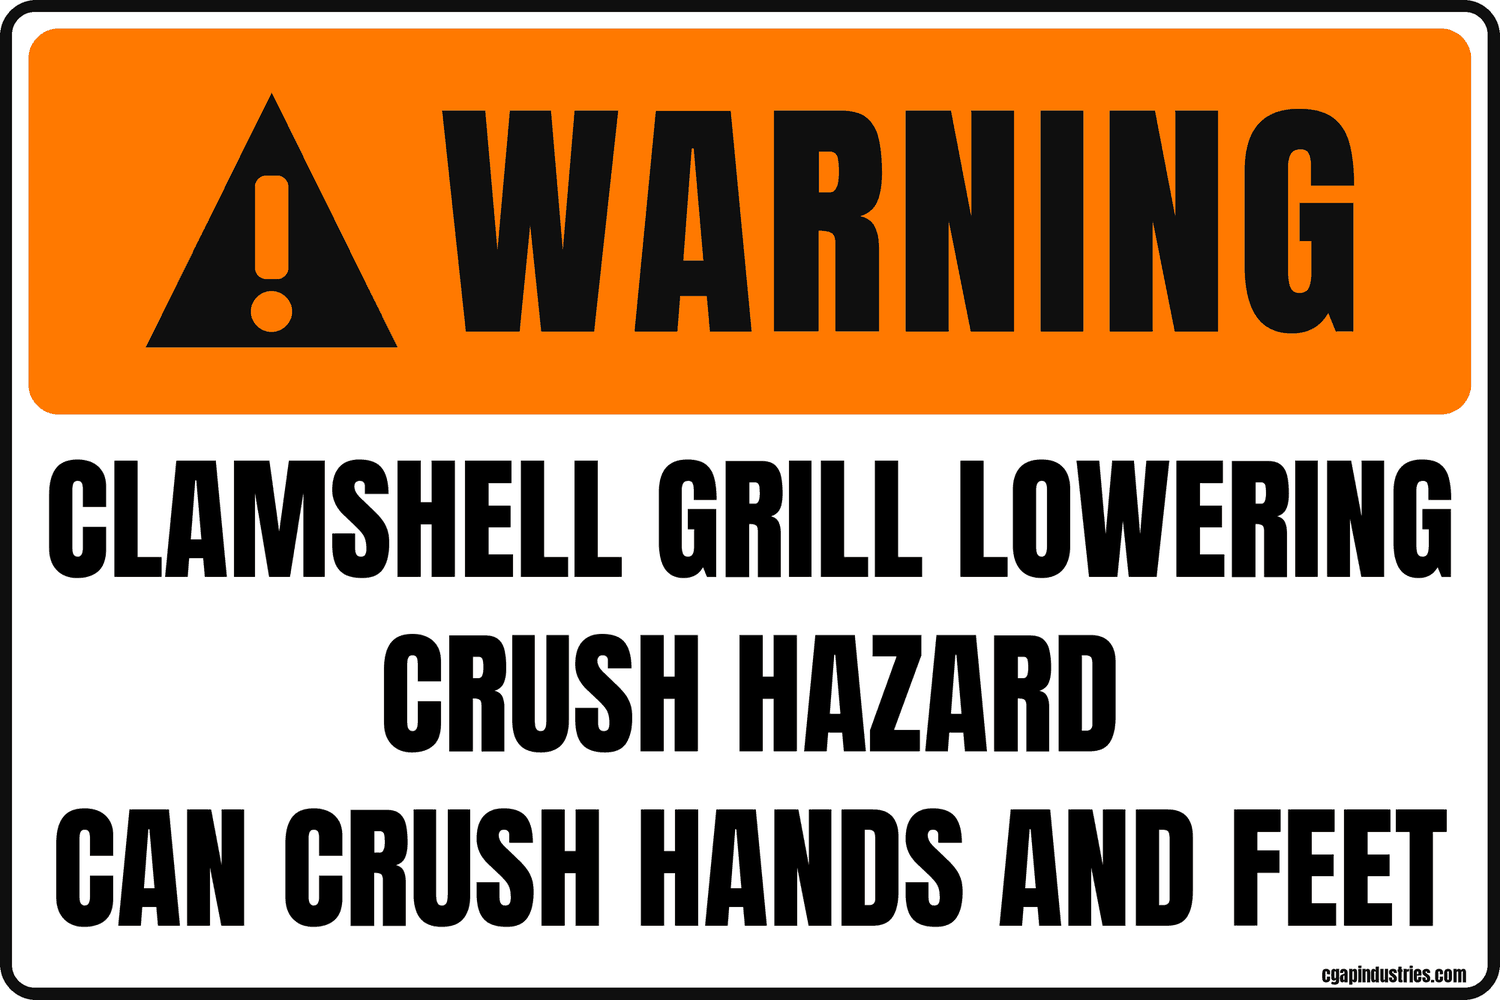 WARNING
CLAMSHELL GRILL LOWERING
CRUSH HAZARD
CAN CRUSH HANDS AND FEET
cgapindustries.com